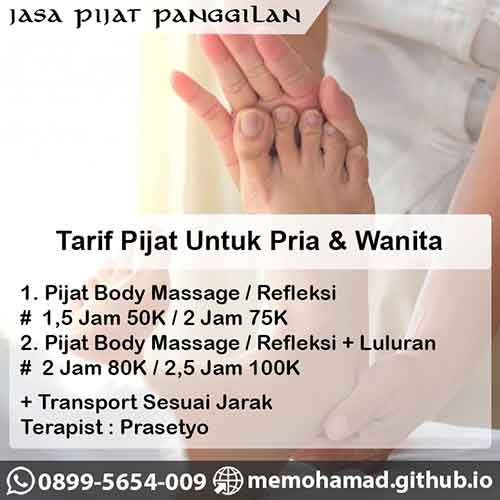 JASA PIJAT PANGGILAN
Tarif Pijat Untuk Pria & Wanita
1. Pijat Body Massage / Refleksi
# 1,5 Jam 50K / 2 Jam 75K
2. Pijat Body Massage / Refleksi + Luluran
# 2 Jam 80K / 2,5 Jam 100K
+ Transport Sesuai Jarak
Terapist : Prasetyo
0899-5654-009 memohamad.github.io